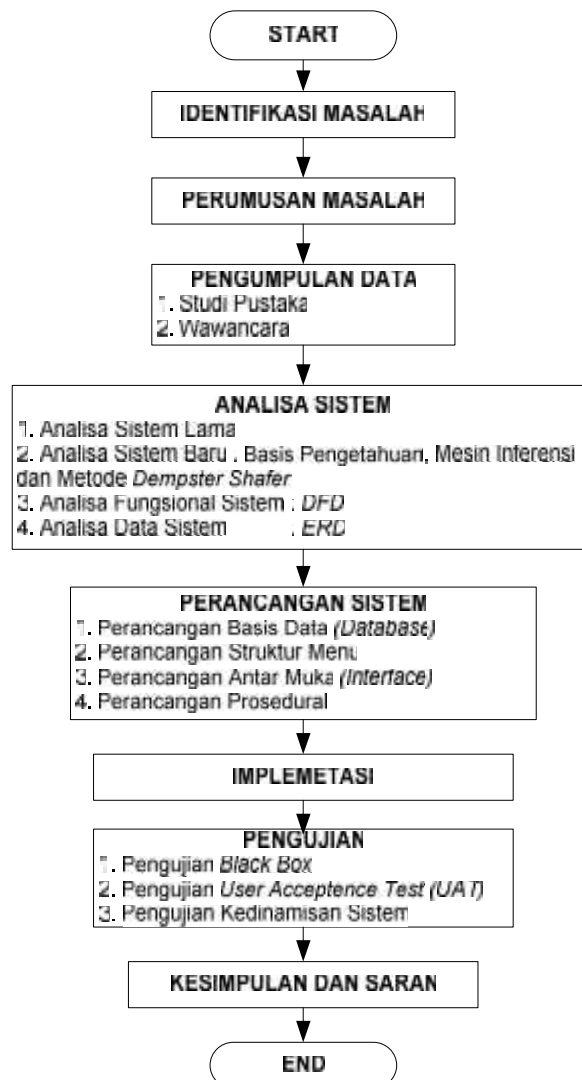 START
IDENTIFIKASI MASALAH
PERUMUSAN MASALAH
PENGUMPULAN DATA
1. Studi Pustaka
2. Wawancara
ANALISA SISTEM
1. Analisa Sistem Lama
2. Analisa Sistem Baru : Basis Pengetahuan, Mesin Inferensi
dan Metode Dempster Shafer
3. Analisa Fungsional Sistem : DFD
4. Analisa Data Sistem : ERD
PERANCANGAN SISTEM
1. Perancangan Basis Data (Database)
2. Perancangan Struktur Menu
3. Perancangan Antar Muka (Interface)
4. Perancangan Prosedural
IMPLEMETASI
PENGUJIAN
1. Pengujian Black Box
2. Pengujian User Acceptence Test (UAT)
3. Pengujian Kedinamisan Sistem
KESIMPULAN DAN SARAN
END